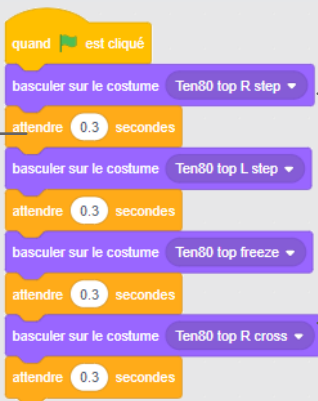 quand est cliqué
basculer sur le costume Ten80 top R step
attendre 0.3 secondes
basculer sur le costume Ten80 top L step
attendre 0.3 secondes
basculer sur le costume Ten80 top freeze
attendre 0.3 secondes
basculer sur le costume Ten80 top R cross
attendre 0.3 secondes